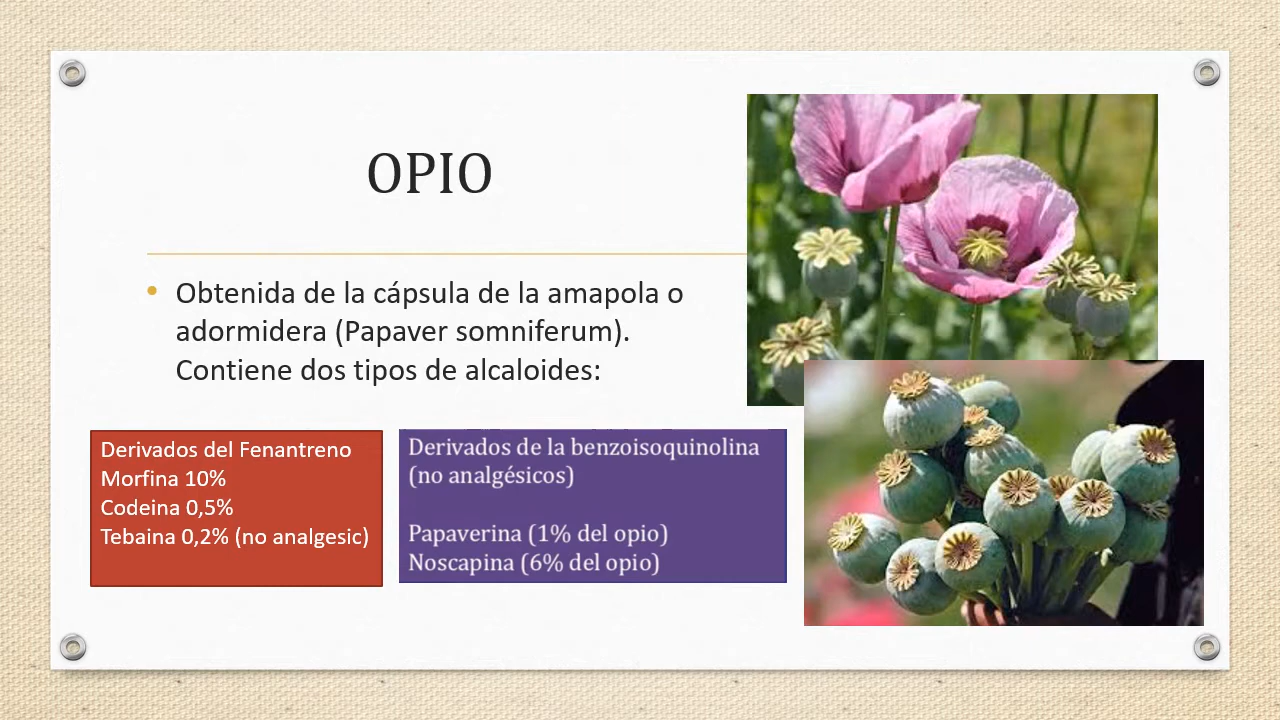 OPIO
• Obtenida de la cápsula de la amapola o
adormidera (Papaver somniferum).
Contiene dos tipos de alcaloides:
Derivados del Fenantreno
Morfina 10%
Codeina 0,5%
Tebaina 0,2% (no analgesic)
Derivados de la benzoisoquinolina
(no analgésicos)
Papaverina (1% del opio)
Noscapina (6% del opio)